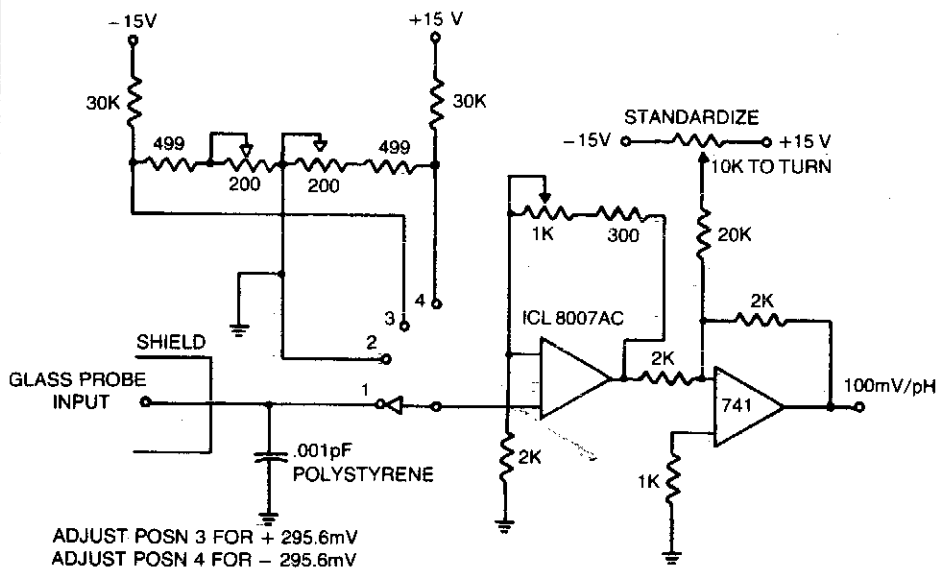 –15V
+15 V
30K
30K
STANDARDIZE
–15V
+15 V
499
499
200
200
10K TO TURN
1K
300
20K
2K
4
3
ICL 8007AC
2
SHIELD
2K
GLASS PROBE
INPUT
1
741
100mV/pH
.001pF
POLYSTYRENE
2K
1K
ADJUST POSN 3 FOR + 295.6mV
ADJUST POSN 4 FOR – 295.6mV